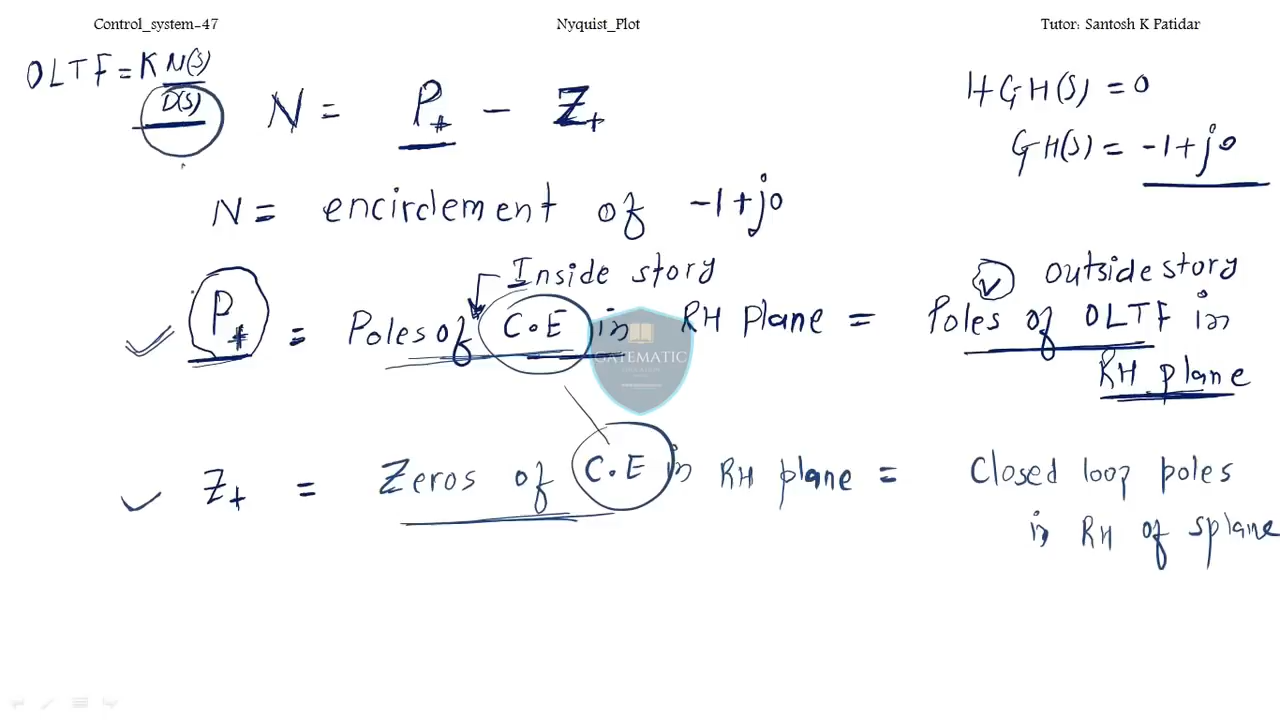 Control_system-47 Nyquist_Plot Tutor: Santosh K Patidar
OLTF = K N(s)
D(s)
N = P+ - Z+
1+GH(s) = 0
GH(s) = -1+j0
N = encirclement of -1+j0
Inside story
outside story
P+ = Poles of C.E in RH Plane = Poles of OLTF in
RH plane
GATEMATIC
Z+ = Zeros of C.E in RH plane = Closed loop poles
in RH of splane